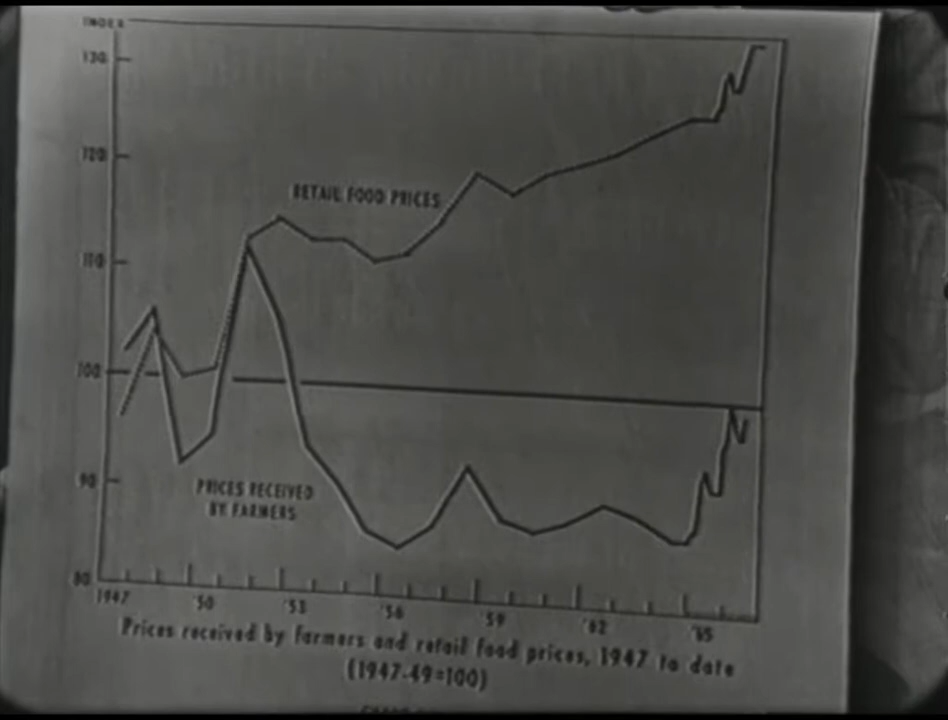 INDEX
130
120
RETAIL FOOD PRICES
110
100
90
PRICES RECEIVED
BY FARMERS
80
1947 '50 '53 '56 '59 '62 '65
Prices received by farmers and retail food prices, 1947 to date
(1947-49=100)